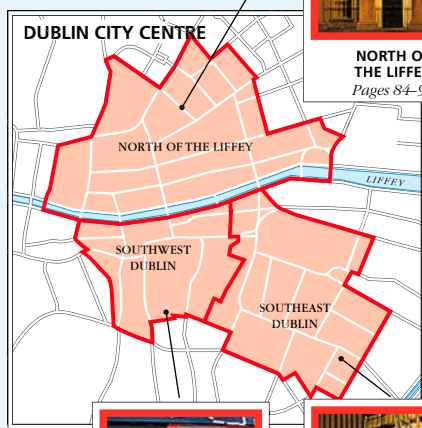 DUBLIN CITY CENTRE
NORTH O
THE LIFFE
Pages 84–9
NORTH OF THE LIFFEY
LIFFEY
SOUTHWEST
DUBLIN
SOUTHEAST
DUBLIN